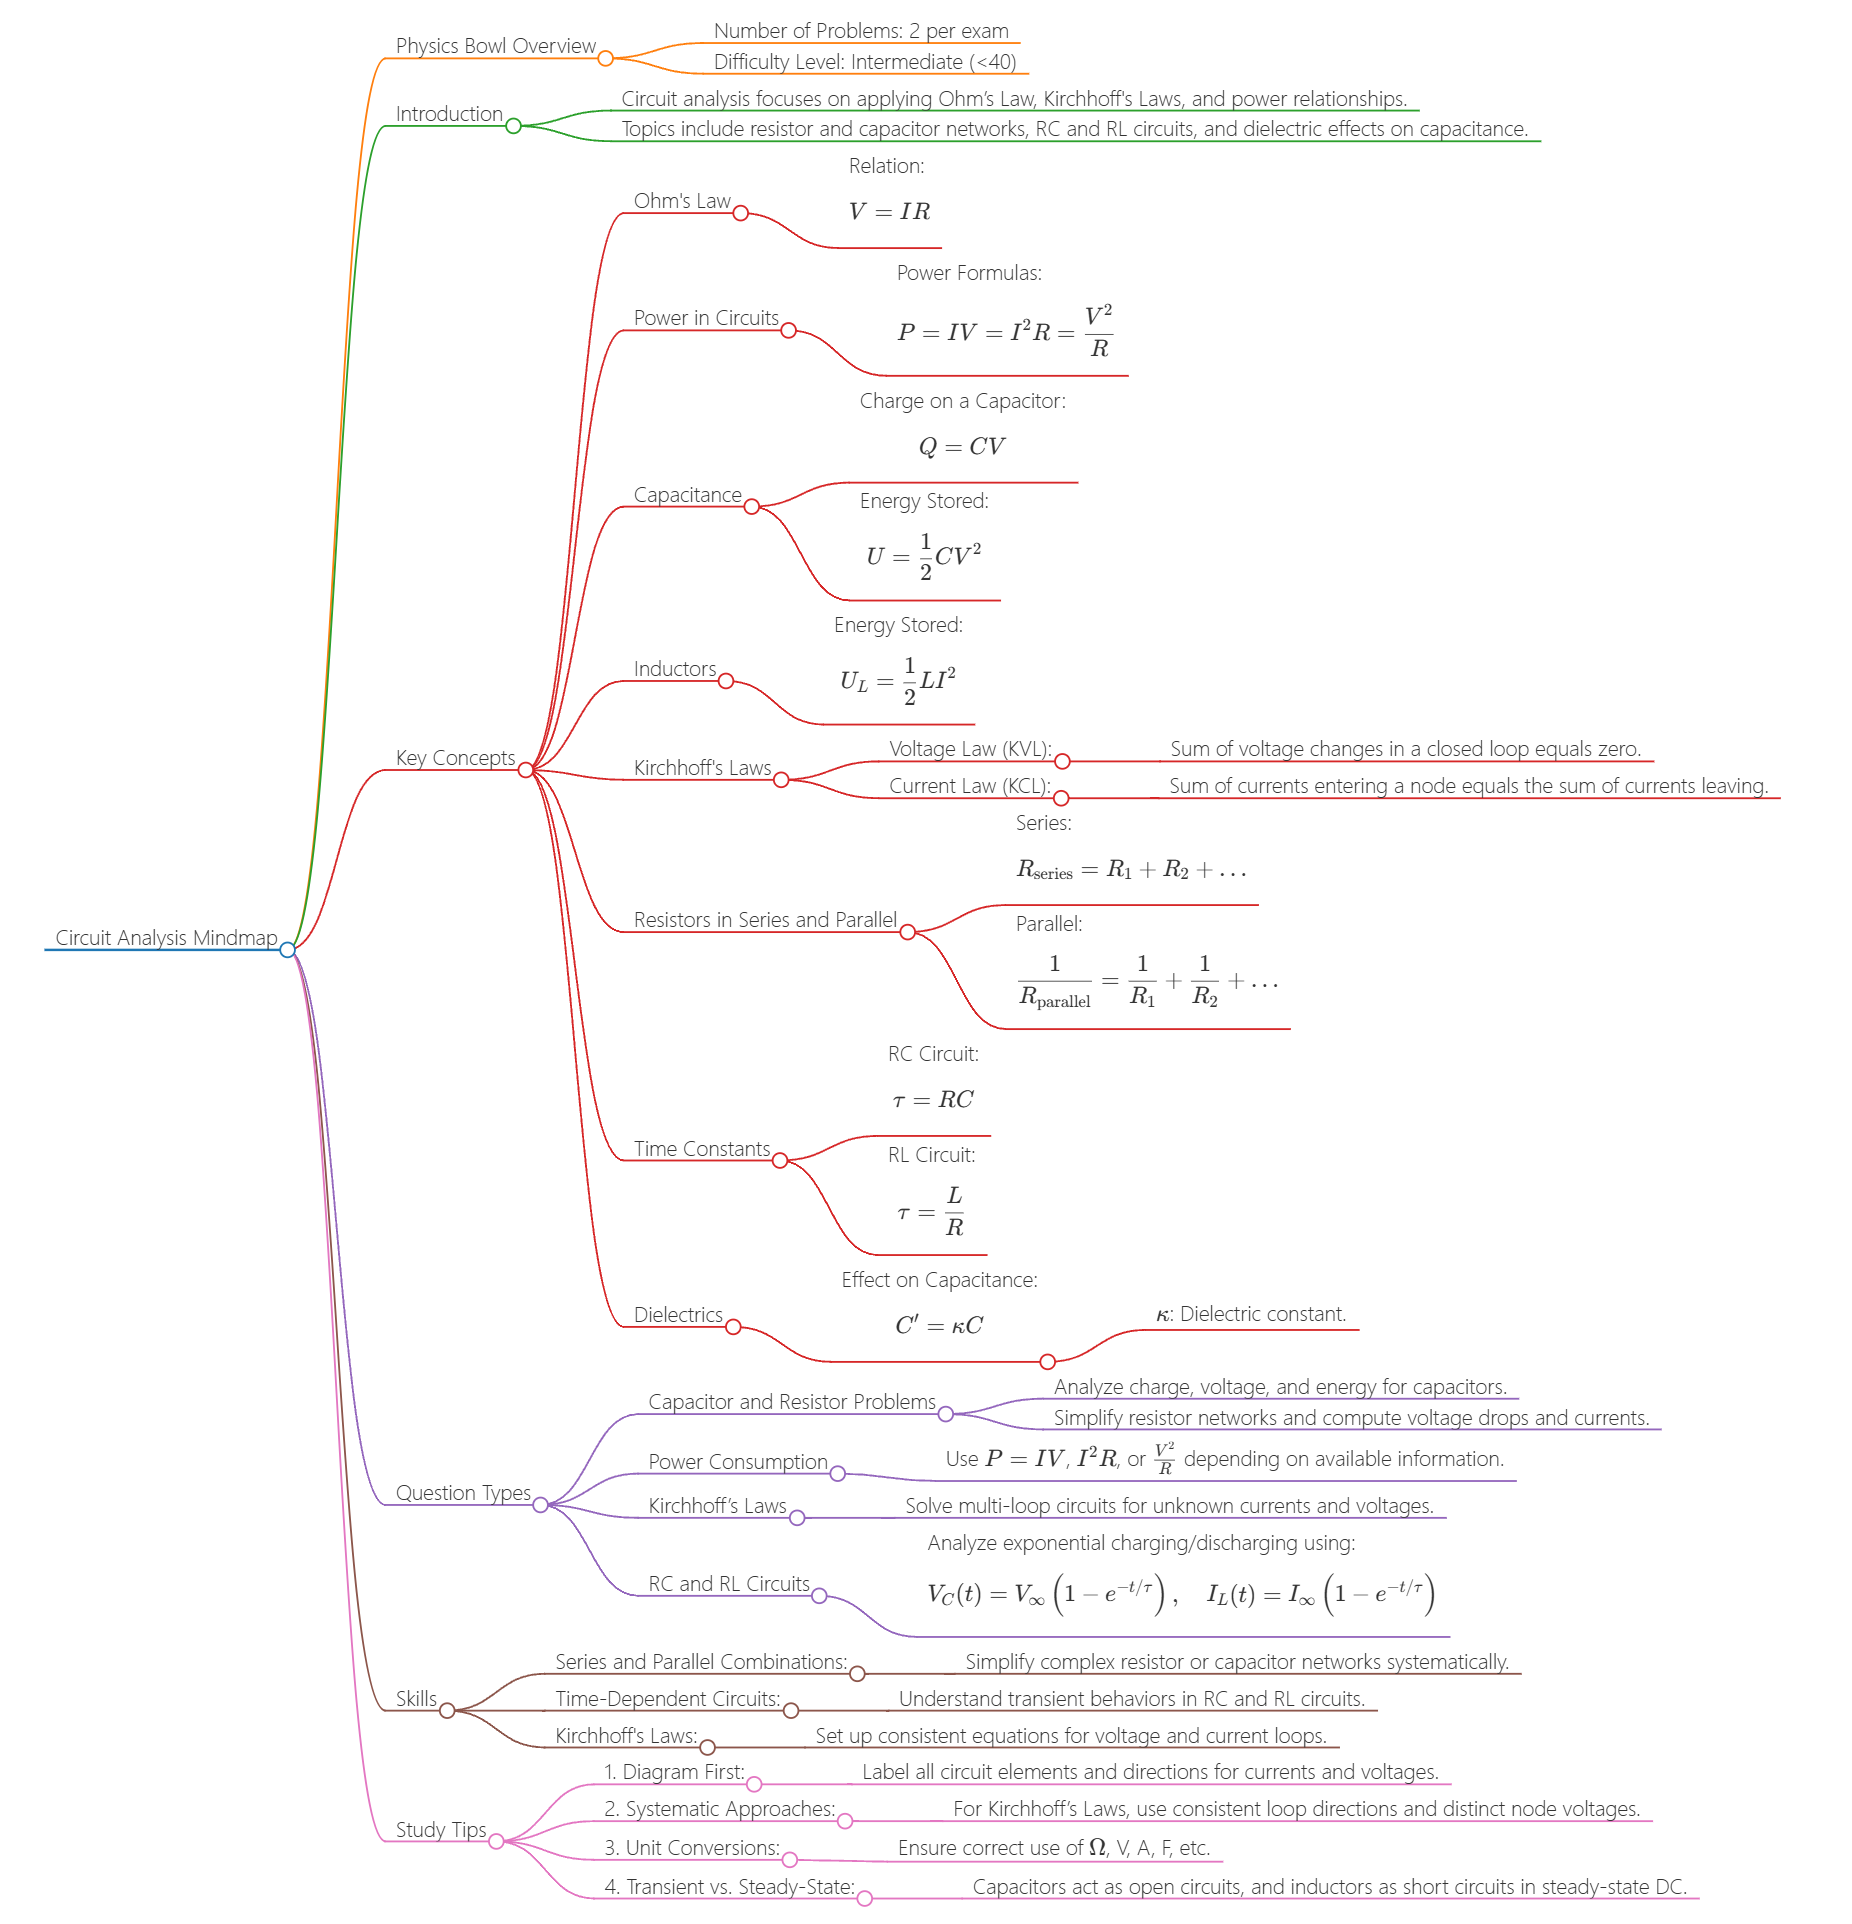 Circuit Analysis Mindmap
Physics Bowl Overview
Number of Problems: 2 per exam
Difficulty Level: Intermediate (<40)
Introduction
Circuit analysis focuses on applying Ohm’s Law, Kirchhoff's Laws, and power relationships.
Topics include resistor and capacitor networks, RC and RL circuits, and dielectric effects on capacitance.
Key Concepts
Ohm's Law
Relation:
$V = IR$
Power in Circuits
Power Formulas:
$P = IV = I^2R = \frac{V^2}{R}$
Capacitance
Charge on a Capacitor:
$Q = CV$
Energy Stored:
$U = \frac{1}{2}CV^2$
Inductors
Energy Stored:
$U_L = \frac{1}{2}LI^2$
Kirchhoff's Laws
Voltage Law (KVL):
Sum of voltage changes in a closed loop equals zero.
Current Law (KCL):
Sum of currents entering a node equals the sum of currents leaving.
Resistors in Series and Parallel
Series:
$R_{\text{series}} = R_1 + R_2 + \ldots$
Parallel:
$\frac{1}{R_{\text{parallel}}} = \frac{1}{R_1} + \frac{1}{R_2} + \ldots$
Time Constants
RC Circuit:
$\tau = RC$
RL Circuit:
$\tau = \frac{L}{R}$
Dielectrics
Effect on Capacitance:
$C' = \kappa C$
κ: Dielectric constant.
Question Types
Capacitor and Resistor Problems
Analyze charge, voltage, and energy for capacitors.
Simplify resistor networks and compute voltage drops and currents.
Power Consumption
Use $P = IV$, $I^2R$, or $\frac{V^2}{R}$ depending on available information.
Kirchhoff’s Laws
Solve multi-loop circuits for unknown currents and voltages.
RC and RL Circuits
Analyze exponential charging/discharging using:
$V_C(t) = V_\infty \left(1 - e^{-t/\tau}\right), \quad I_L(t) = I_\infty \left(1 - e^{-t/\tau}\right)$
Skills
Series and Parallel Combinations:
Simplify complex resistor or capacitor networks systematically.
Time-Dependent Circuits:
Understand transient behaviors in RC and RL circuits.
Kirchhoff's Laws:
Set up consistent equations for voltage and current loops.
Study Tips
1. Diagram First:
Label all circuit elements and directions for currents and voltages.
2. Systematic Approaches:
For Kirchhoff’s Laws, use consistent loop directions and distinct node voltages.
3. Unit Conversions:
Ensure correct use of Ω, V, A, F, etc.
4. Transient vs. Steady-State:
Capacitors act as open circuits, and inductors as short circuits in steady-state DC.